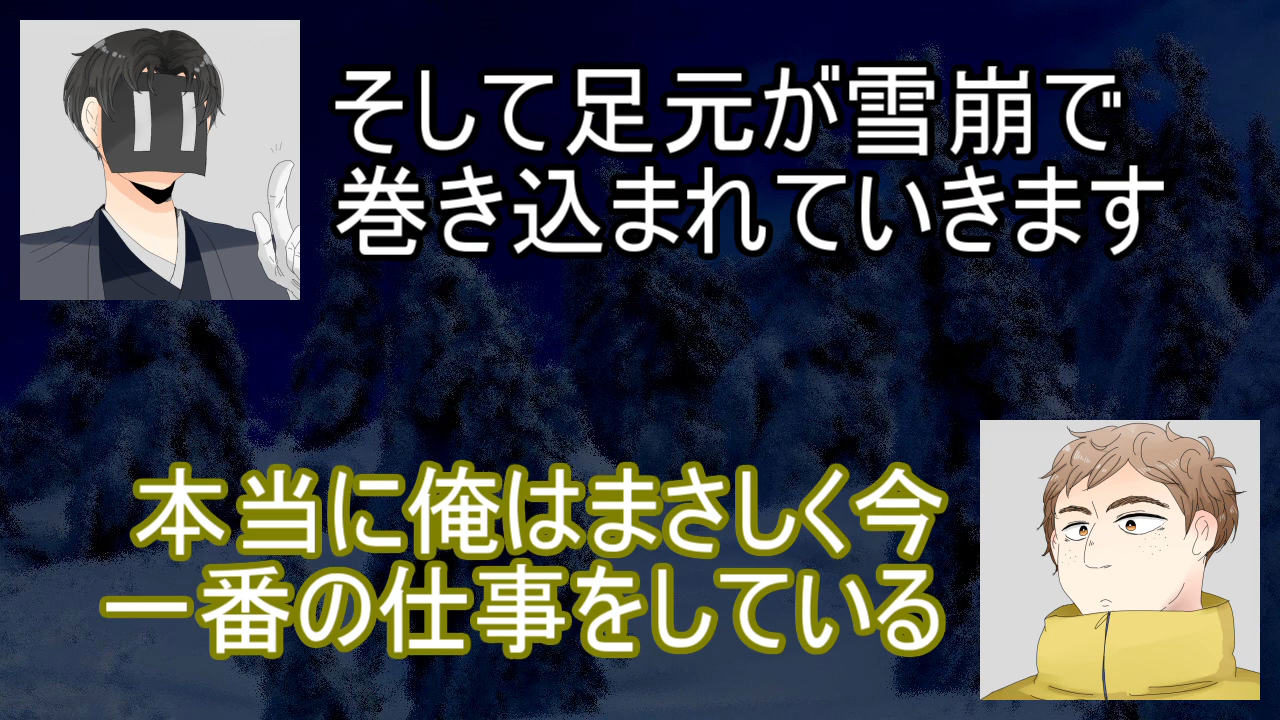 そして足元が雪崩で
巻き込まれていきます
本当に俺はまさしく今
一番の仕事をしている